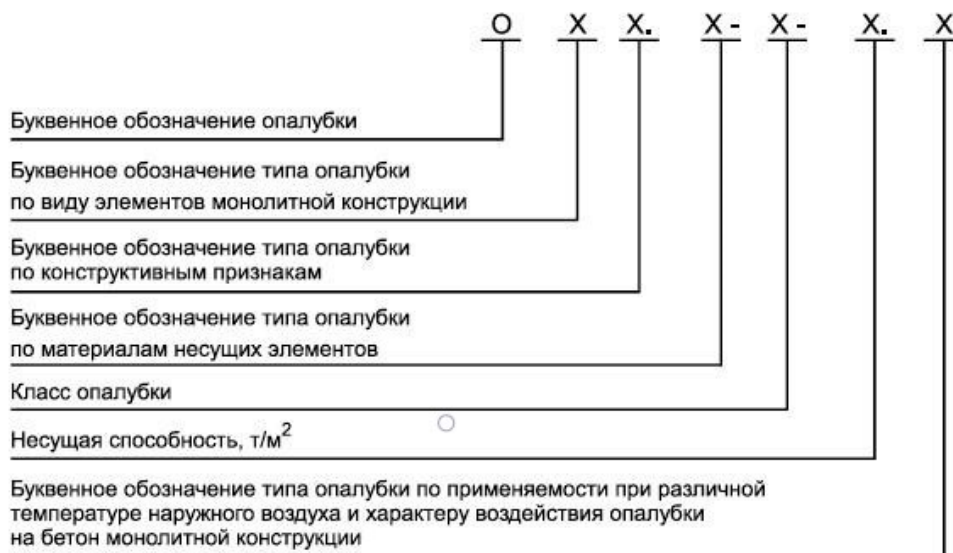 О Х Х. Х- Х- Х. Х
Буквенное обозначение опалубки
Буквенное обозначение типа опалубки
по виду элементов монолитной конструкции
Буквенное обозначение типа опалубки
по конструктивным признакам
Буквенное обозначение типа опалубки
по материалам несущих элементов
Класс опалубки
Несущая способность, т/м²
Буквенное обозначение типа опалубки по применяемости при различной
температуре наружного воздуха и характеру воздействия опалубки
на бетон монолитной конструкции